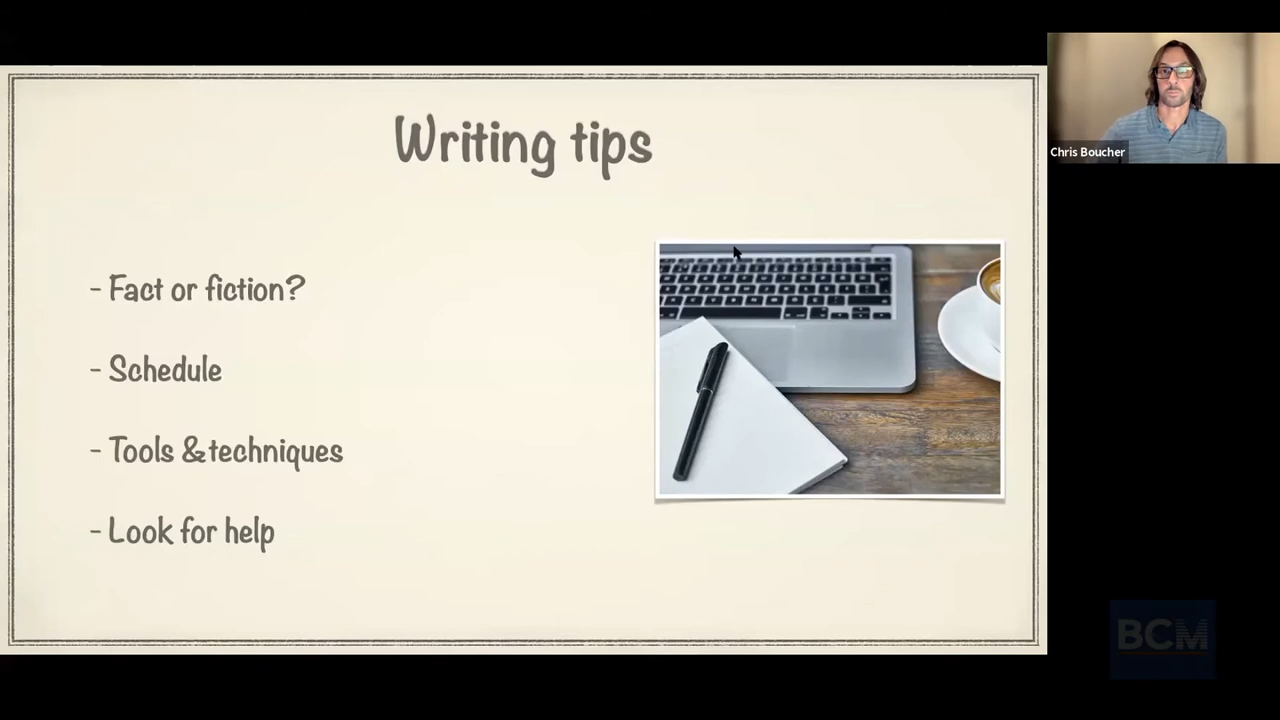 Writing tips
- Fact or fiction?
- Schedule
- Tools & techniques
- Look for help
Chris Boucher
BCM